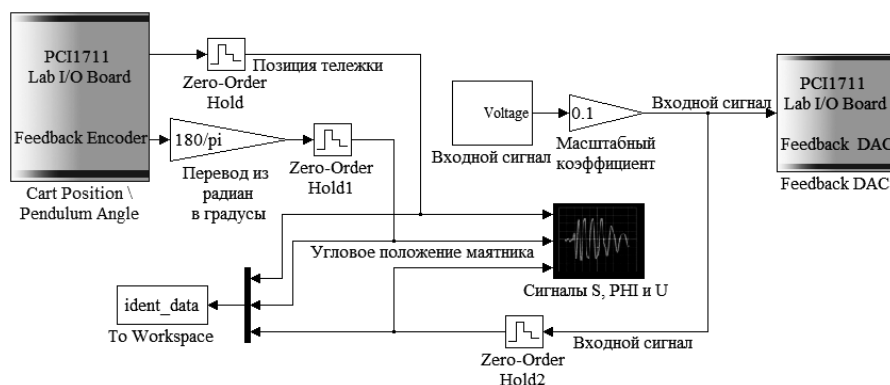 PCI1711
Lab I/O Board
Feedback Encoder
Cart Position \
Pendulum Angle
Zero-Order
Hold
Позиция тележки
180/pi
Перевод из
радиан
в градусы
Zero-Order
Hold1
Voltage
Входной сигнал
0.1
Масштабный
коэффициент
Входной сигнал
PCI1711
Lab I/O Board
Feedback DAC
Feedback DAC
Угловое положение маятника
Сигналы S, PHI и U
ident_data
To Workspace
Zero-Order
Hold2
Входной сигнал